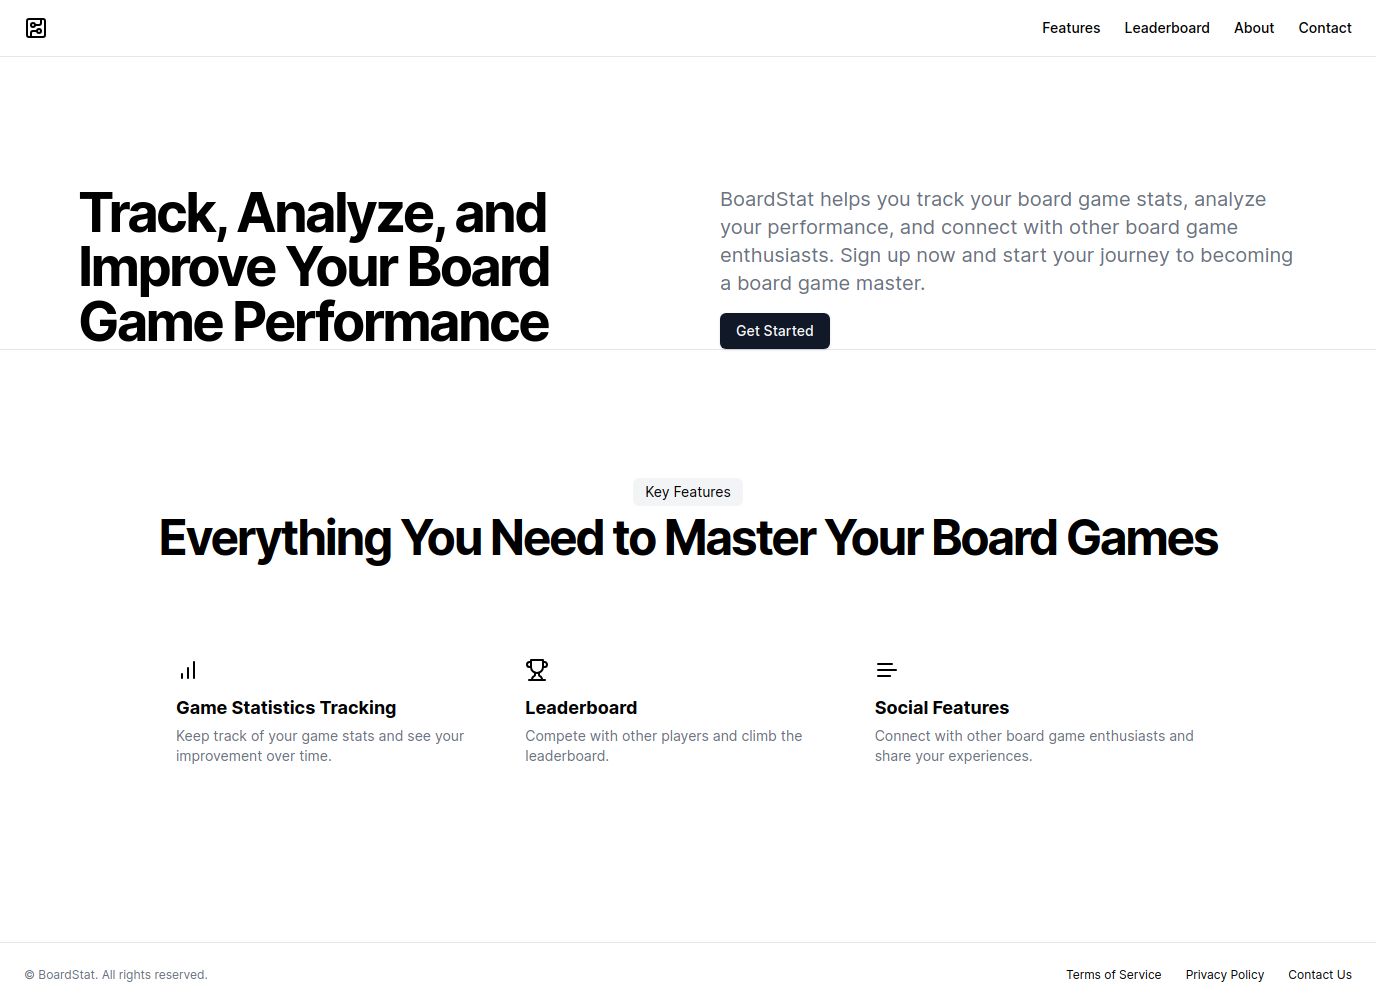 Features
Leaderboard
About
Contact
Track, Analyze, and
Improve Your Board
Game Performance
BoardStat helps you track your board game stats, analyze
your performance, and connect with other board game
enthusiasts. Sign up now and start your journey to becoming
a board game master.
Get Started
Key Features
Everything You Need to Master Your Board Games
Game Statistics Tracking
Keep track of your game stats and see your
improvement over time.
Leaderboard
Compete with other players and climb the
leaderboard.
Social Features
Connect with other board game enthusiasts and
share your experiences.
© BoardStat. All rights reserved.
Terms of Service
Privacy Policy
Contact Us